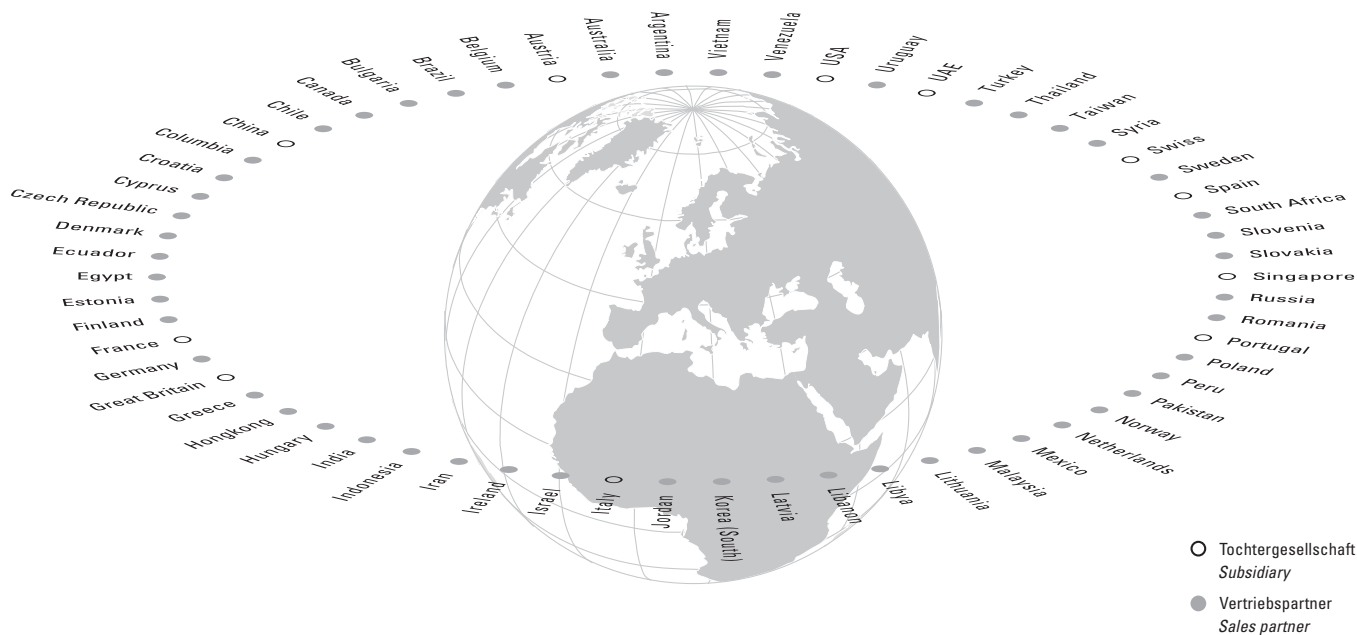 Argentina
Australia
Austria
Belgium
Brazil
Bulgaria
Canada
Chile
China
Columbia
Croatia
Cyprus
Czech Republic
Denmark
Ecuador
Egypt
Estonia
Finland
France
Germany
Great Britain
Greece
Hongkong
Hungary
India
Indonesia
Iran
Ireland
Israel
Italy
Jordan
Korea (South)
Latvia
Libanon
Libya
Lithuania
Malaysia
Mexico
Netherlands
Norway
Pakistan
Peru
Poland
Portugal
Romania
Russia
Singapore
Slovakia
Slovenia
South Africa
Spain
Sweden
Swiss
Syria
Taiwan
Thailand
Turkey
UAE
Uruguay
USA
Venezuela
Vietnam
Tochtergesellschaft
Subsidiary
Vertriebspartner
Sales partner